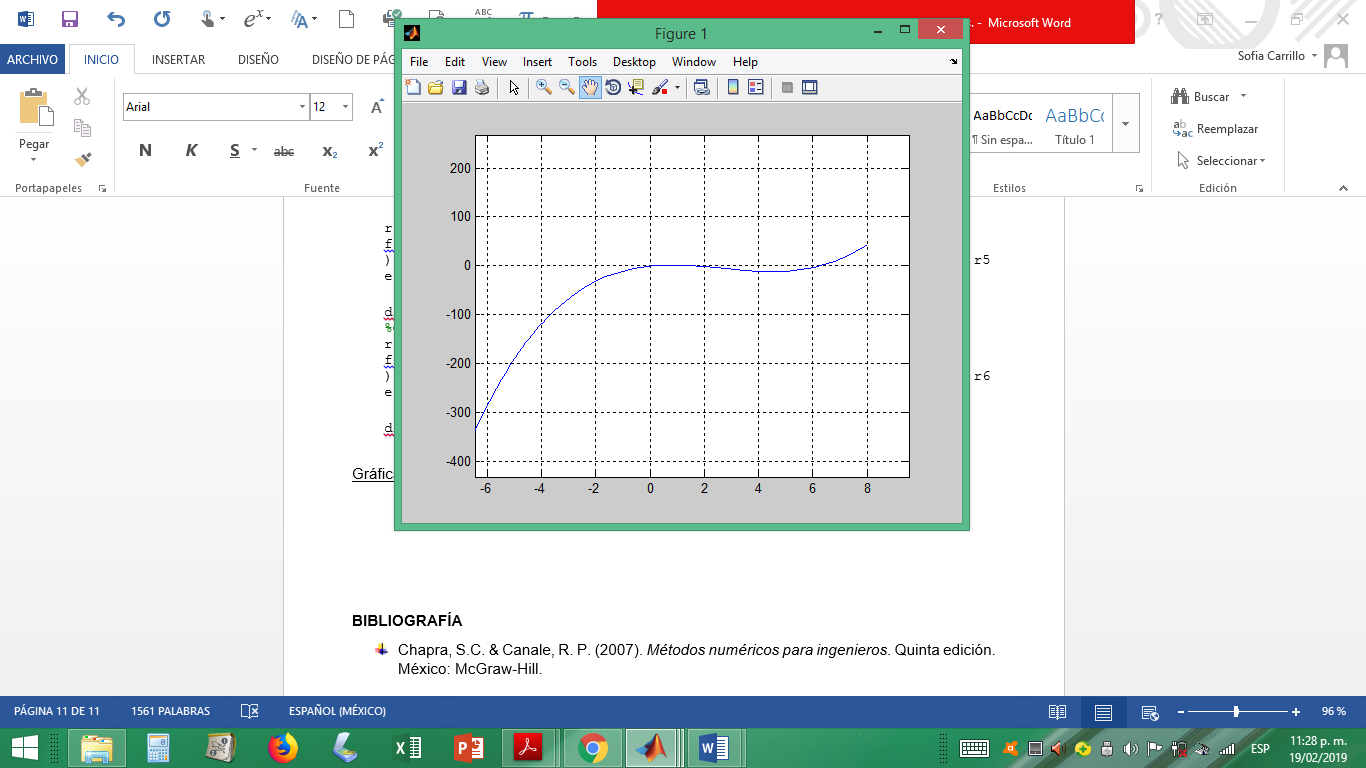 . - Microsoft Word
?
Sofia Carrillo
ARCHIVO INICIO INSERTAR DISEÑO DISEÑO DE PÁG
Pegar
Portapapeles
Arial 12 A
N K S abc x₂ x²
Fuente
AaBbCcDc AaBbCc
¶ Sin espa... Título 1
Estilos
Buscar
Reemplazar
Seleccionar
Edición
Figure 1
File Edit View Insert Tools Desktop Window Help
200
100
0
-100
-200
-300
-400
-6 -4 -2 0 2 4 6 8
r
f
) r5
e
d
%
r
f
) r6
e
d
Gráfic
BIBLIOGRAFÍA
Chapra, S.C. & Canale, R. P. (2007). Métodos numéricos para ingenieros. Quinta edición.
México: McGraw-Hill.
PÁGINA 11 DE 11 1561 PALABRAS ESPAÑOL (MÉXICO) 96 %
ESP 11:28 p. m.
19/02/2019